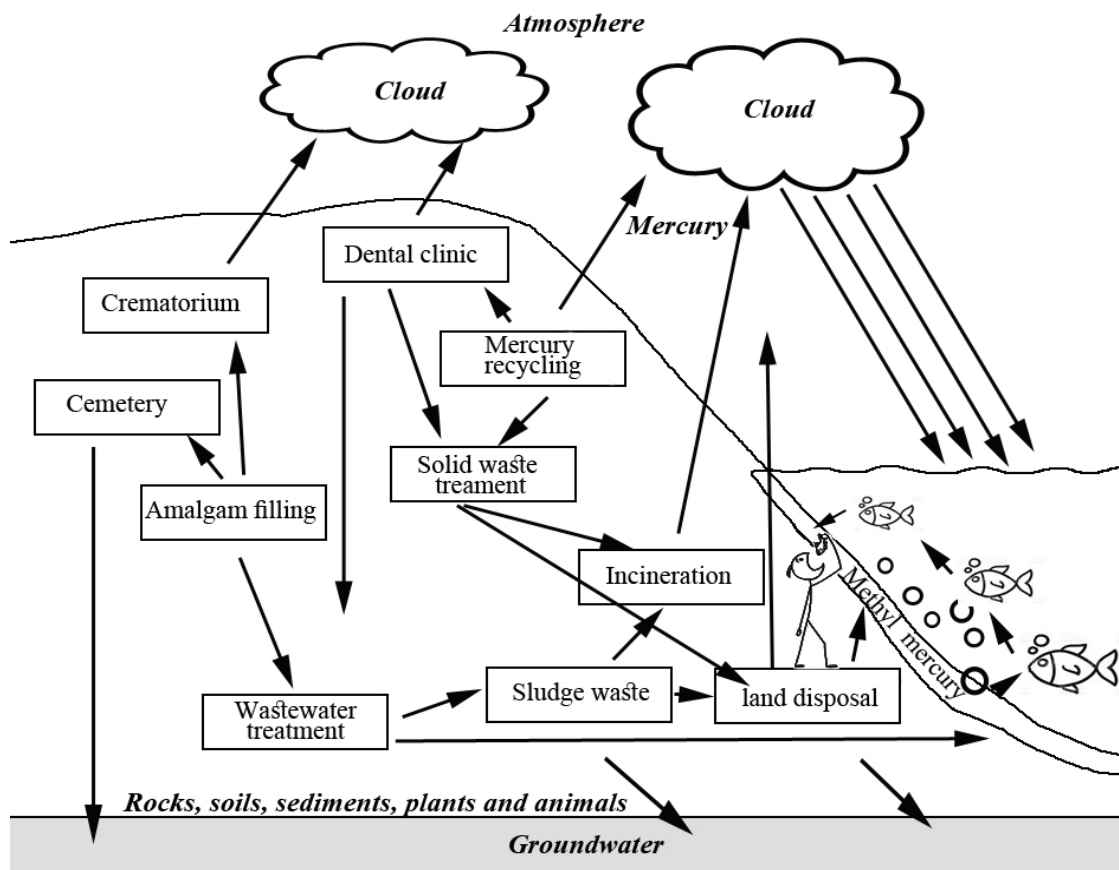 Atmosphere
Cloud
Cloud
Mercury
Dental clinic
Crematorium
Mercury
recycling
Cemetery
Solid waste
treament
Amalgam filling
Incineration
Methyl mercury
Sludge waste
land disposal
Wastewater
treatment
Rocks, soils, sediments, plants and animals
Groundwater